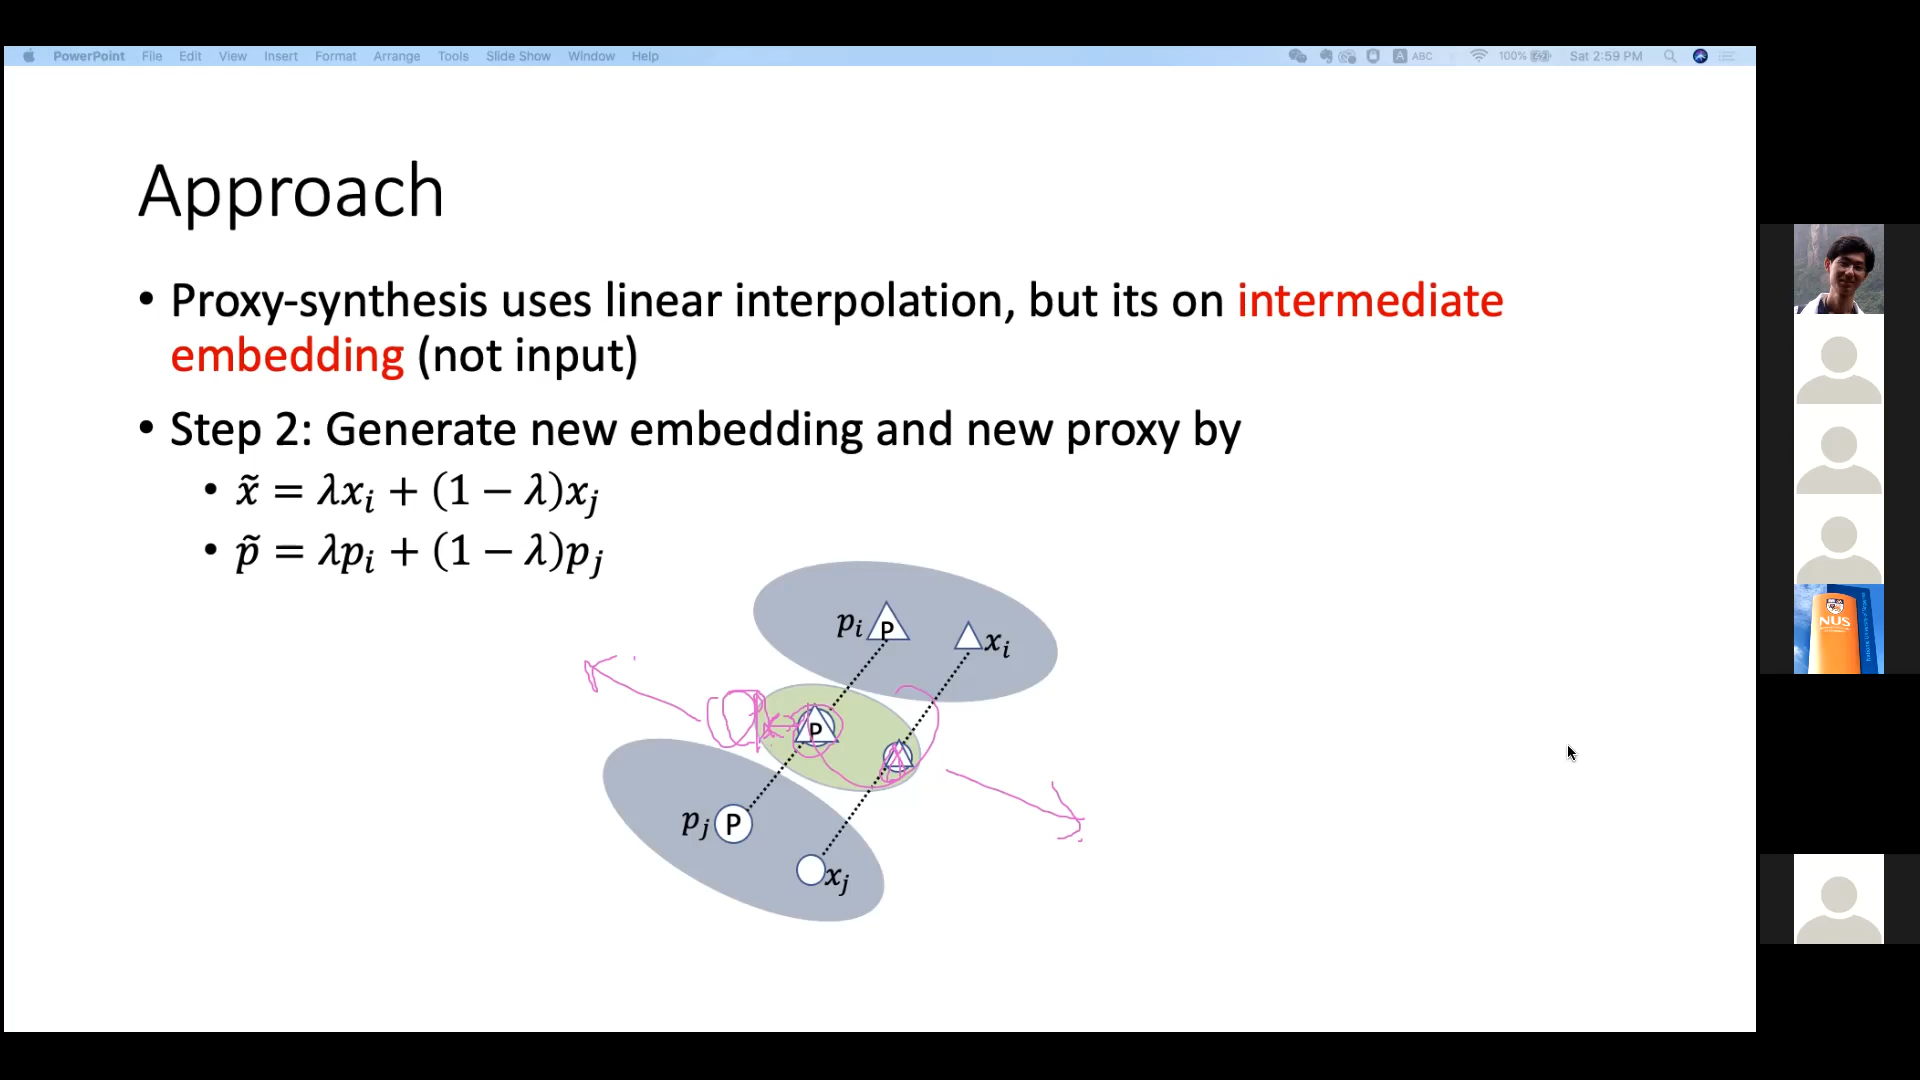 PowerPoint File Edit View Insert Format Arrange Tools Slide Show Window Help A ABC 100% Sat 2:59 PM
Approach
• Proxy-synthesis uses linear interpolation, but its on intermediate
embedding (not input)
• Step 2: Generate new embedding and new proxy by
• x̃ = λxᵢ + (1 − λ)xⱼ
• p̃ = λpᵢ + (1 − λ)pⱼ
pᵢ P xᵢ
P
pⱼ P
xⱼ
NUS